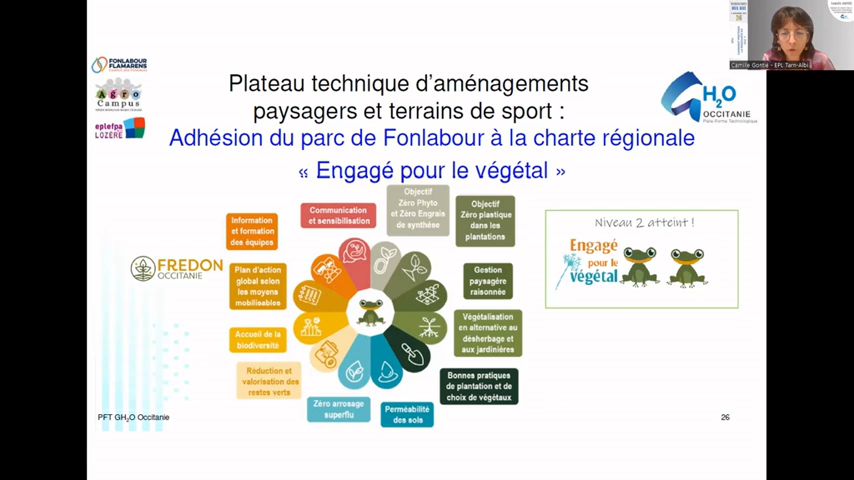 FONLABOUR
FLAMARENS
Agro
Campus
eplefpa
LOZÈRE
Plateau technique d'aménagements
paysagers et terrains de sport :
Adhésion du parc de Fonlabour à la charte régionale
« Engagé pour le végétal »
H2O
OCCITANIE
Plate-Forme Technologique
Camille Gontié - EPL Tarn-Albi
Objectif
Zéro Phyto
et Zéro Engrais
de synthèse
Objectif
Zéro plastique
dans les
plantations
Communication
et sensibilisation
Information
et formation
des équipes
Gestion
paysagère
raisonnée
Plan d'action
global selon
les moyens
mobilisables
Végétalisation
en alternative au
désherbage et
aux jardinières
Accueil de la
biodiversité
Réduction et
valorisation des
restes verts
Bonnes pratiques
de plantation et de
choix de végétaux
Zéro arrosage
superflu
Perméabilité
des sols
FREDON
OCCITANIE
Niveau 2 atteint !
Engagé
pour le
végétal
PFT GH2O Occitanie
26